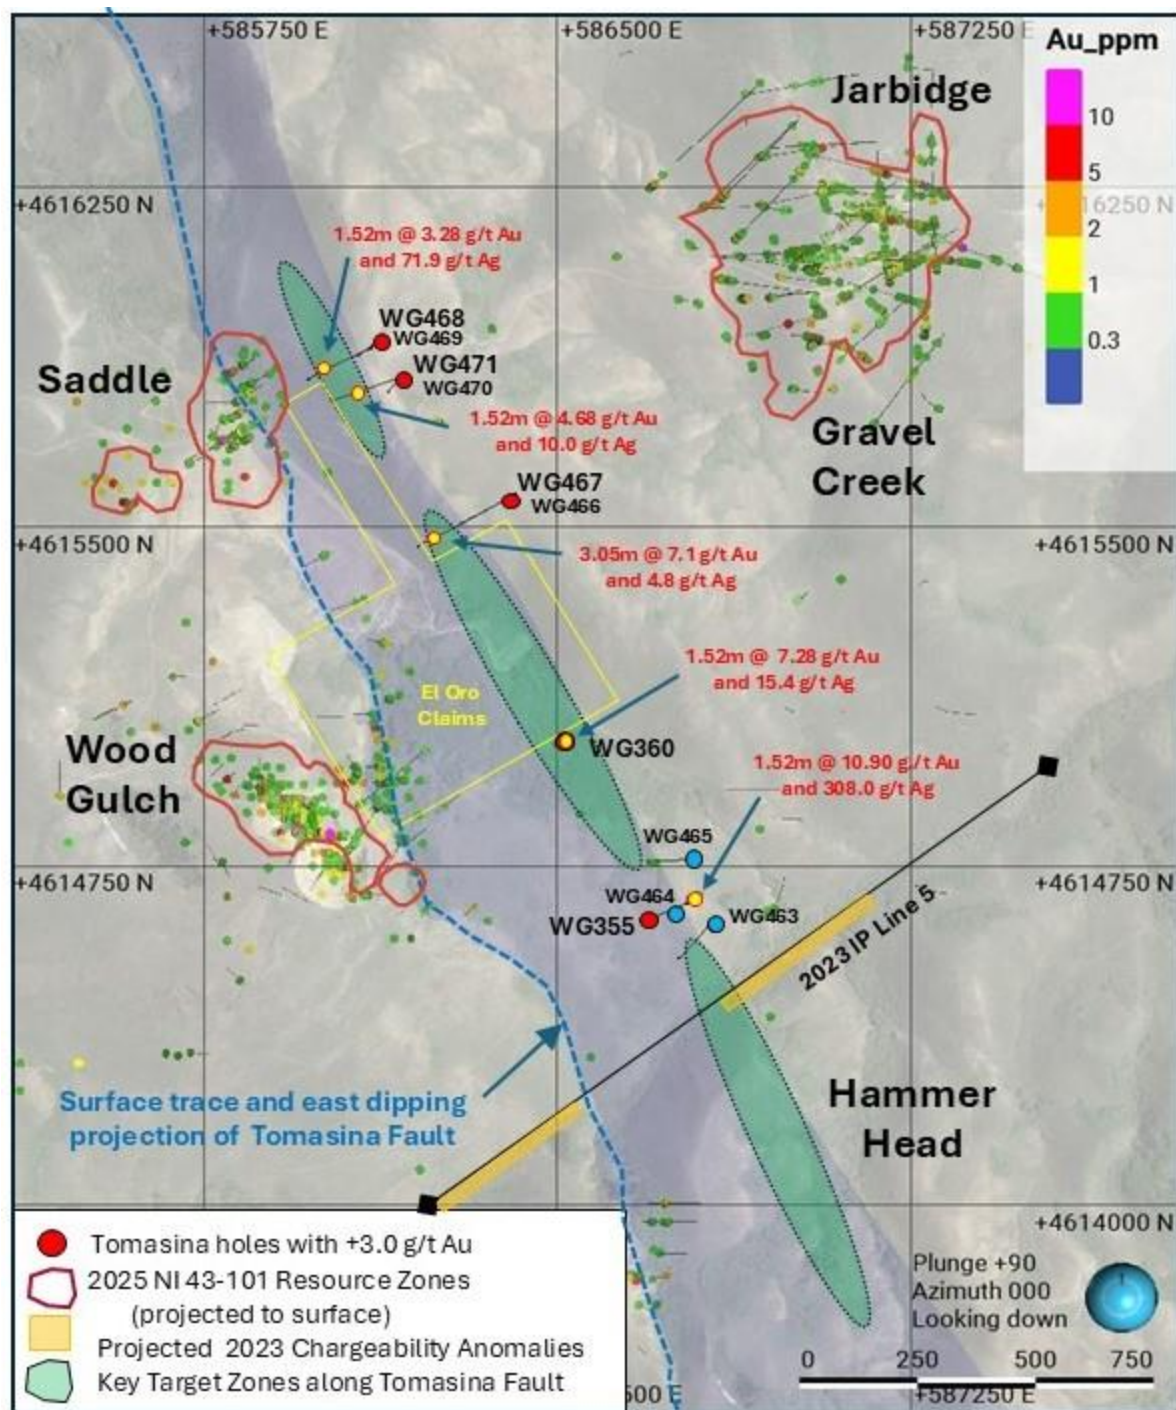 +585750 E
+586500 E
+587250 E
Au_ppm
10
5
2
1
0.3
Jarbidge
+4616250 N
16250 N
1.52m @ 3.28 g/t Au
and 71.9 g/t Ag
WG468
WG469
WG471
WG470
Saddle
1.52m @ 4.68 g/t Au
and 10.0 g/t Ag
Gravel
Creek
WG467
WG466
+4615500 N
+4615500 N
3.05m @ 7.1 g/t Au
and 4.8 g/t Ag
1.52m @ 7.28 g/t Au
and 15.4 g/t Ag
El Oro
Claims
WG360
Wood
Gulch
1.52m @ 10.90 g./t Au
and 308.0 g/t Ag
WG465
+4614750 N
+4614750 N
WG464
WG355
WG463
2023 IP Line 5
Surface trace and east dipping
projection of Tomasina Fault
Hammer
Head
+4614000 N
Tomasina holes with +3.0 g/t Au
2025 NI 43-101 Resource Zones
(projected to surface)
Projected 2023 Chargeability Anomalies
Key Target Zones along Tomasina Fault
Plunge +90
Azimuth 000
Looking down
0
250
500
750
500 E
+587250 E